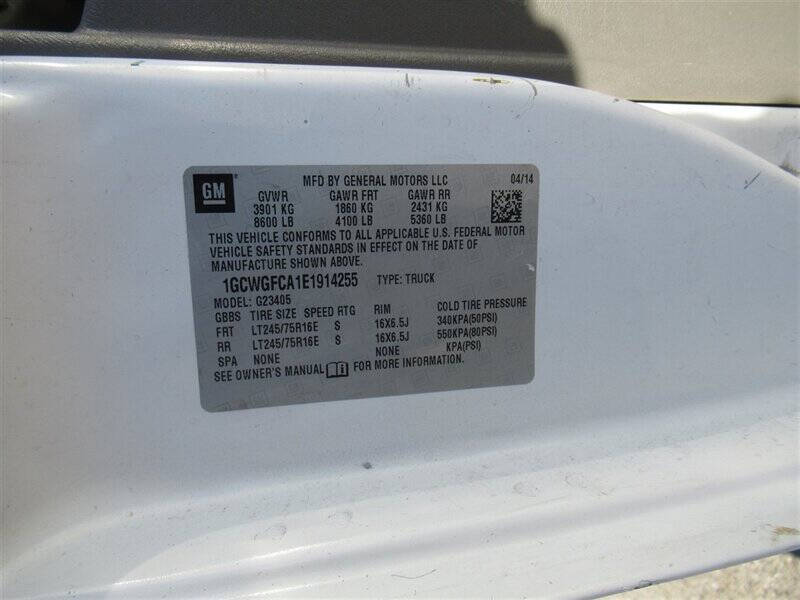 GM
MFD BY GENERAL MOTORS LLC 04/14
GVWR GAWR FRT GAWR RR
3901 KG 1860 KG 2431 KG
8600 LB 4100 LB 5360 LB
THIS VEHICLE CONFORMS TO ALL APPLICABLE U.S. FEDERAL MOTOR
VEHICLE SAFETY STANDARDS IN EFFECT ON THE DATE OF
MANUFACTURE SHOWN ABOVE.
1GCWGFCA1E1914255 TYPE: TRUCK
MODEL: G23405
GBBS TIRE SIZE SPEED RTG RIM COLD TIRE PRESSURE
FRT LT245/75R16E S 16X6.5J 340KPA(50PSI)
RR LT245/75R16E S 16X6.5J 550KPA(80PSI)
SPA NONE NONE KPA(PSI)
SEE OWNER'S MANUAL FOR MORE INFORMATION.